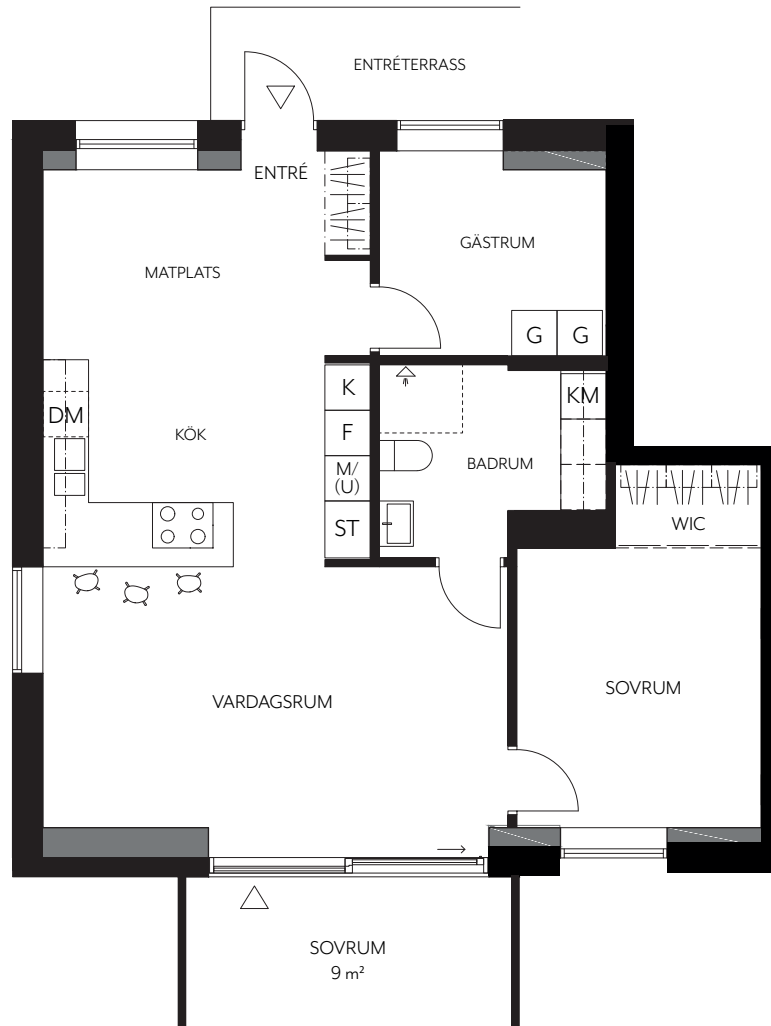 ENTRÉTERRASS
ENTRÉ
GÄSTRUM
MATPLATS
G G
K
KM
DM
F
KÖK
BADRUM
M/
(U)
ST
WIC
SOVRUM
VARDAGSRUM
SOVRUM
9 m²